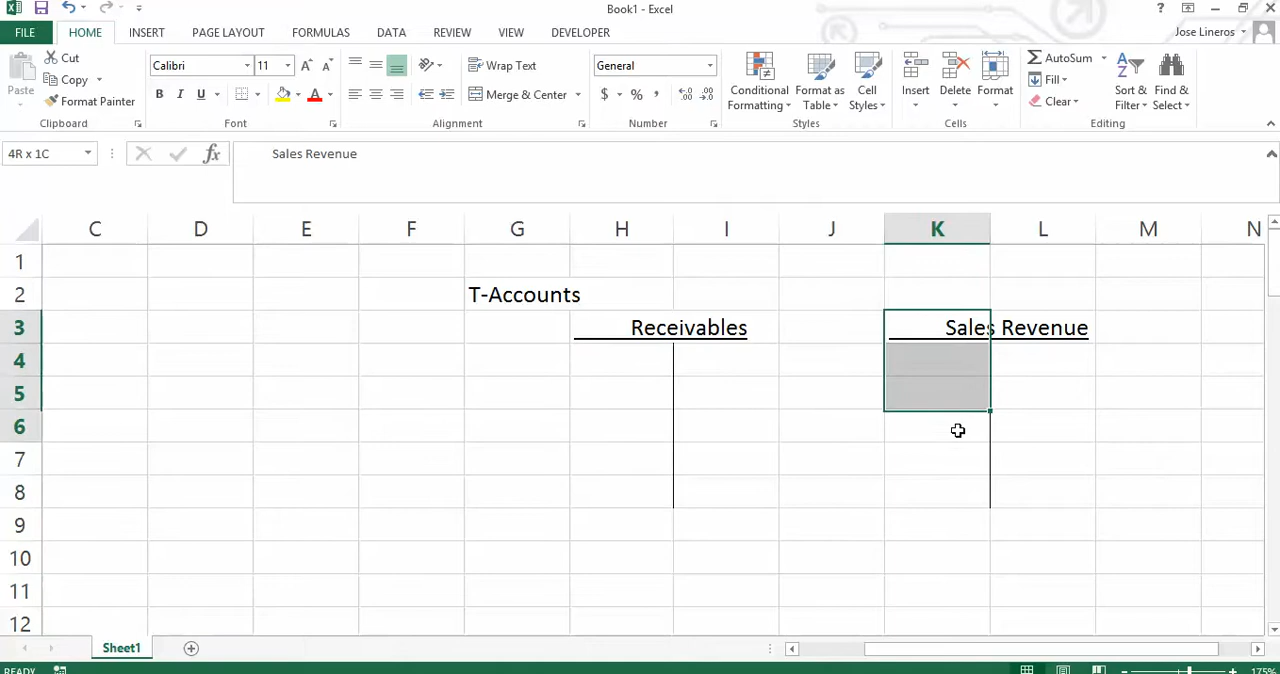 Book1 - Excel
?
FILE HOME INSERT PAGE LAYOUT FORMULAS DATA REVIEW VIEW DEVELOPER Jose Lineros
Paste
Cut
Copy
Format Painter
Clipboard
Calibri 11
B I U
Font
Wrap Text
Merge & Center
Alignment
General
$ % ,
Number
Conditional Formatting
Format as Table
Cell Styles
Styles
Insert
Delete
Format
Cells
AutoSum
Fill
Clear
Sort & Filter
Find & Select
Editing
4R x 1C fx Sales Revenue
C D E F G H I J K L M N
1
2 T-Accounts
3 Receivables Sales Revenue
4
5
6
7
8
9
10
11
12
Sheet1
READY 175%